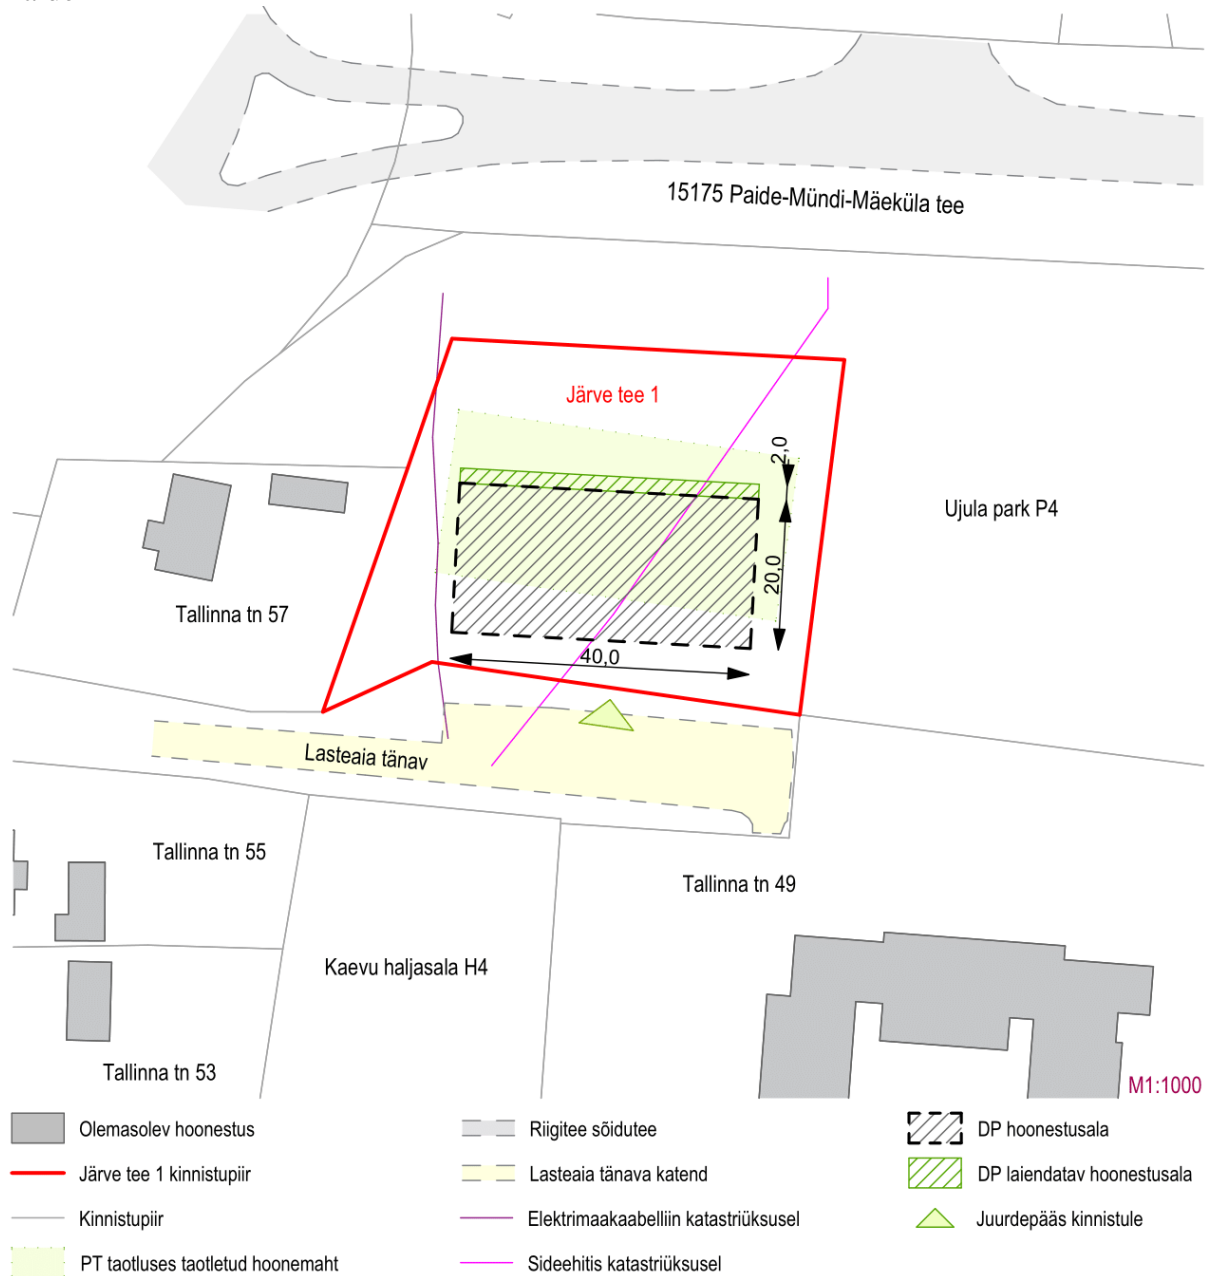 15175 Paide-Mündi-Mäeküla tee
Järve tee 1
2,0
Ujula park P4
20,0
Tallinna tn 57
40,0
Lasteaia tänav
Tallinna tn 55
Tallinna tn 49
Kaevu haljasala H4
Tallinna tn 53
M1:1000
Olemasolev hoonestus
Riigitee sõidutee
DP hoonestusala
Järve tee 1 kinnistupiir
Lasteaia tänava katend
DP laiendatav hoonestusala
Kinnistupiir
Elektrimaakaabelliin katastriüksusel
Juurdepääs kinnistule
PT taotluses taotletud hoonemaht
Sideehitis katastriüksusel